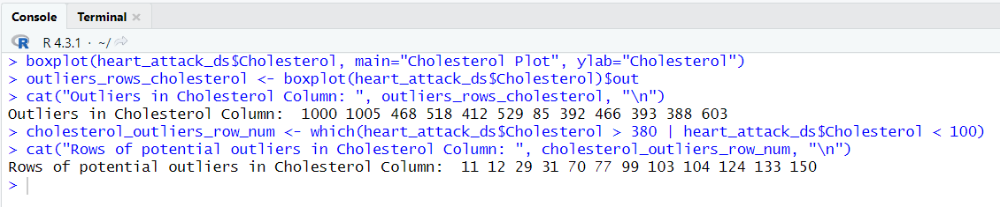 Console Terminal
R 4.3.1 · ~/
> boxplot(heart_attack_ds$Cholesterol, main="Cholesterol Plot", ylab="Cholesterol")
> outliers_rows_cholesterol <- boxplot(heart_attack_ds$Cholesterol)$out
> cat("Outliers in Cholesterol Column: ", outliers_rows_cholesterol, "\n")
Outliers in Cholesterol Column:  1000 1005 468 518 412 529 85 392 466 393 388 603
> cholesterol_outliers_row_num <- which(heart_attack_ds$Cholesterol > 380 | heart_attack_ds$Cholesterol < 100)
> cat("Rows of potential outliers in Cholesterol Column: ", cholesterol_outliers_row_num, "\n")
Rows of potential outliers in Cholesterol Column:  11 12 29 31 70 77 99 103 104 124 133 150
>